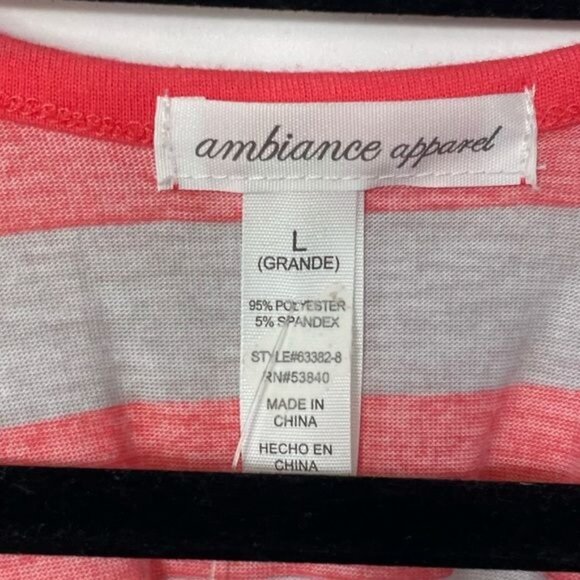 ambiance apparel
L
(GRANDE)
95% POLYESTER
5% SPANDEX
STYLE#63382-8
RN#53840
MADE IN
CHINA
HECHO EN
CHINA